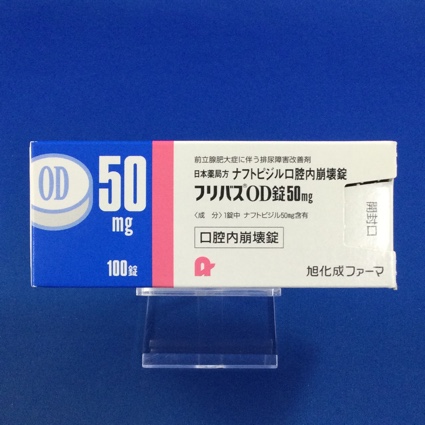 OD
50
mg
100錠
前立腺肥大症に伴う排尿障害改善剤
日本薬局方 ナフトピジル口腔内崩壊錠
フリバス®OD錠50mg
〈成 分〉1錠中 ナフトピジル50mg含有
口腔内崩壊錠
開封口
旭化成ファーマ